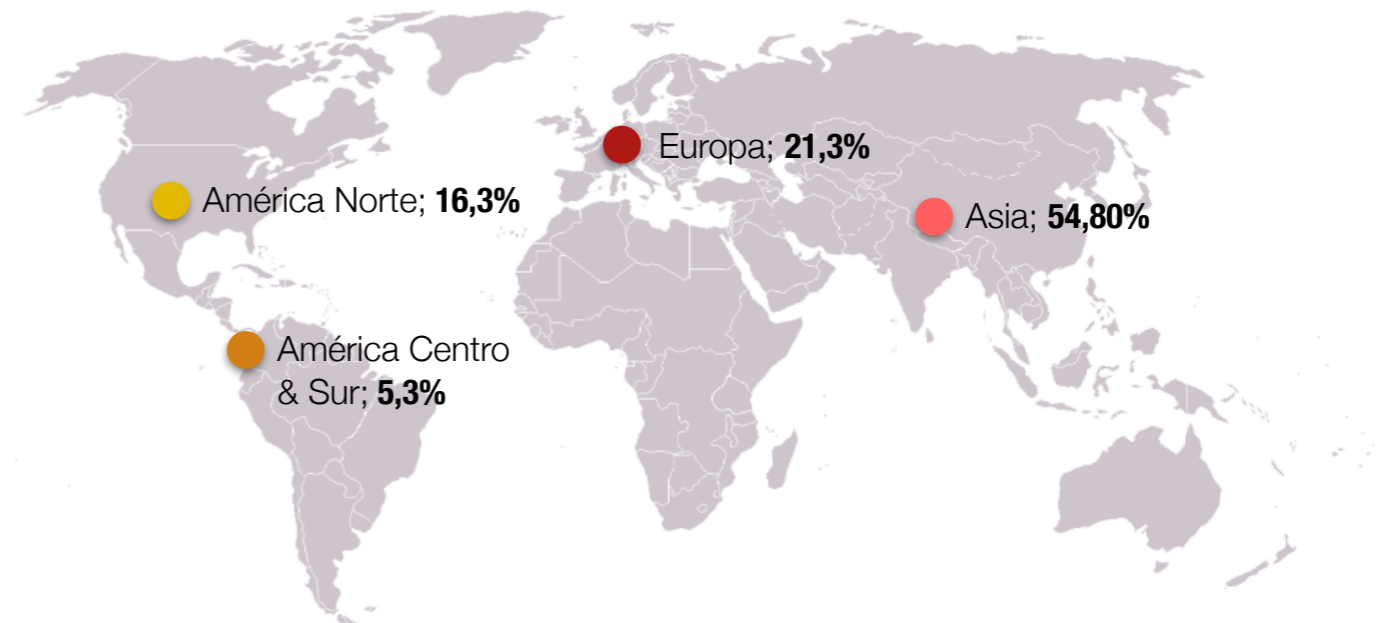 Europa; 21,3%
América Norte; 16,3%
Asia; 54,80%
América Centro
& Sur; 5,3%